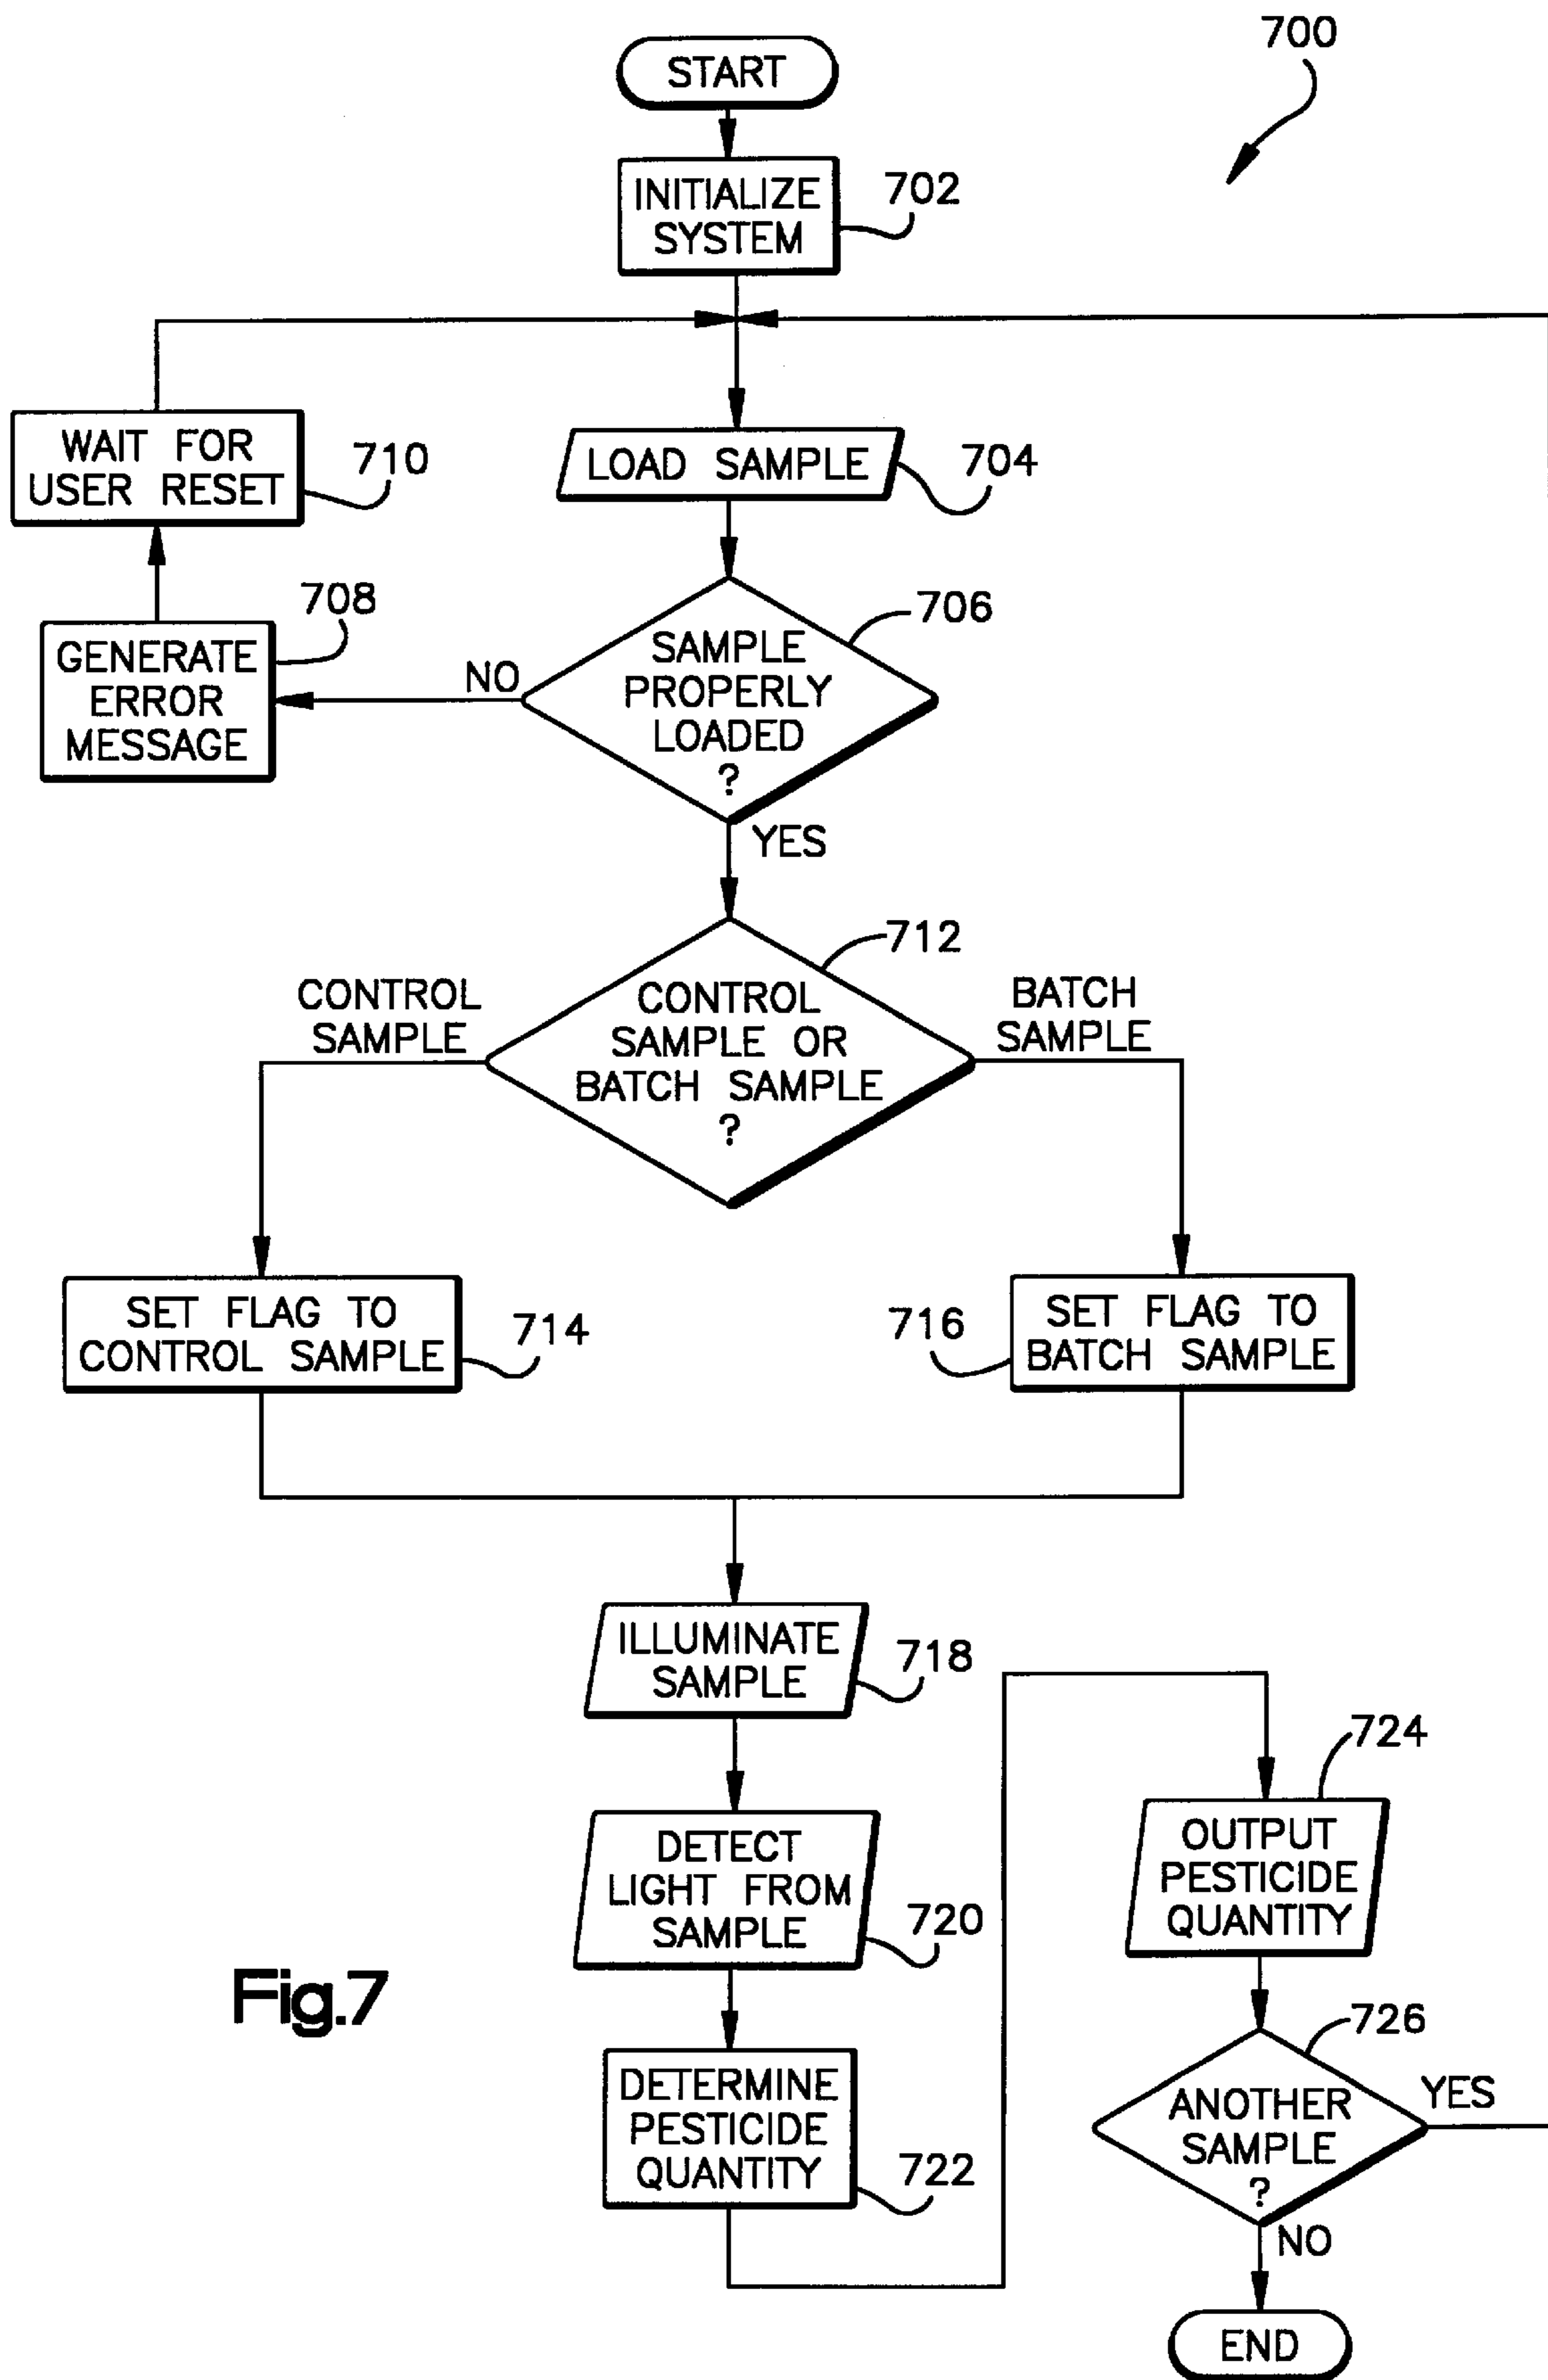 700
START
INITIALIZE
SYSTEM
702
WAIT FOR
USER RESET
710
LOAD SAMPLE
704
708
GENERATE
ERROR
MESSAGE
NO
SAMPLE
PROPERLY
LOADED
?
706
YES
712
CONTROL
SAMPLE
CONTROL
SAMPLE OR
BATCH SAMPLE
?
BATCH
SAMPLE
SET FLAG TO
CONTROL SAMPLE
714
716
SET FLAG TO
BATCH SAMPLE
ILLUMINATE
SAMPLE
718
DETECT
LIGHT FROM
SAMPLE
720
DETERMINE
PESTICIDE
QUANTITY
722
724
OUTPUT
PESTICIDE
QUANTITY
726
ANOTHER
SAMPLE
?
YES
NO
END
Fig.7